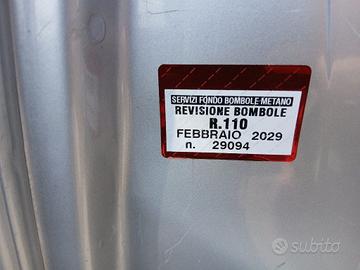 SERVIZI FONDO BOMBOLE METANO
REVISIONE BOMBOLE
R.110
FEBBRAIO 2029
n. 29094
subito